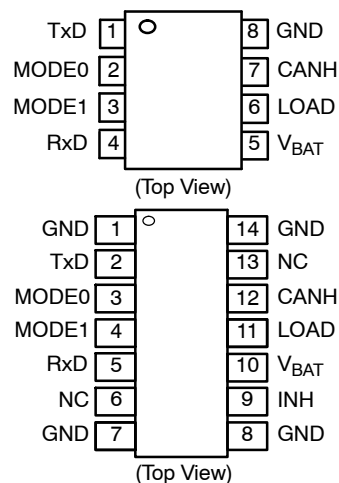 TxD 1 8 GND
MODE0 2 7 CANH
MODE1 3 6 LOAD
RxD 4 5 VBAT
(Top View)
GND 1 14 GND
TxD 2 13 NC
MODE0 3 12 CANH
MODE1 4 11 LOAD
RxD 5 10 VBAT
NC 6 9 INH
GND 7 8 GND
(Top View)